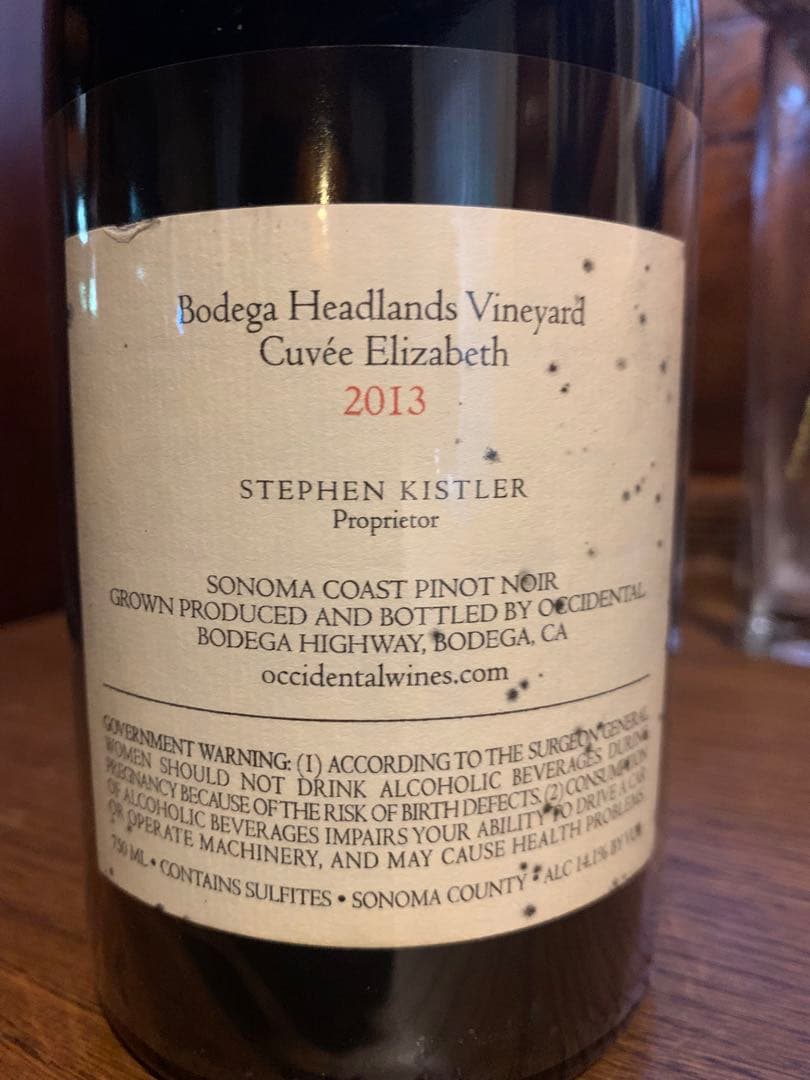 Bodega Headlands Vineyard
Cuvée Elizabeth
2013
STEPHEN KISTLER
Proprietor
SONOMA COAST PINOT NOIR
GROWN PRODUCED AND BOTTLED BY OCCIDENTAL
BODEGA HIGHWAY, BODEGA, CA
occidentalwines.com
GOVERNMENT WARNING: (1) ACCORDING TO THE SURGEON GENERAL
WOMEN SHOULD NOT DRINK ALCOHOLIC BEVERAGES DURING
PREGNANCY BECAUSE OF THE RISK OF BIRTH DEFECTS. (2) CONSUMPTION
OF ALCOHOLIC BEVERAGES IMPAIRS YOUR ABILITY TO DRIVE A CAR
OR OPERATE MACHINERY, AND MAY CAUSE HEALTH PROBLEMS
750 ML • CONTAINS SULFITES • SONOMA COUNTY • ALC 14.1% BY VOL